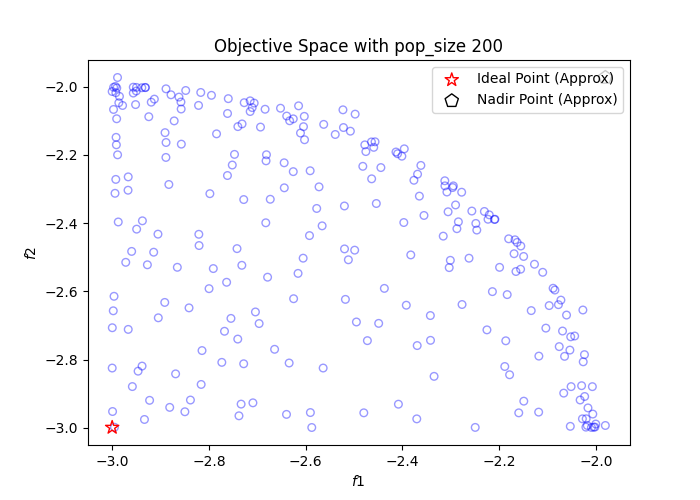 Objective Space with pop_size 200
Ideal Point (Approx)
Nadir Point (Approx)
f2
−2.0
−2.2
−2.4
−2.6
−2.8
−3.0
−3.0 −2.8 −2.6 −2.4 −2.2 −2.0
f1